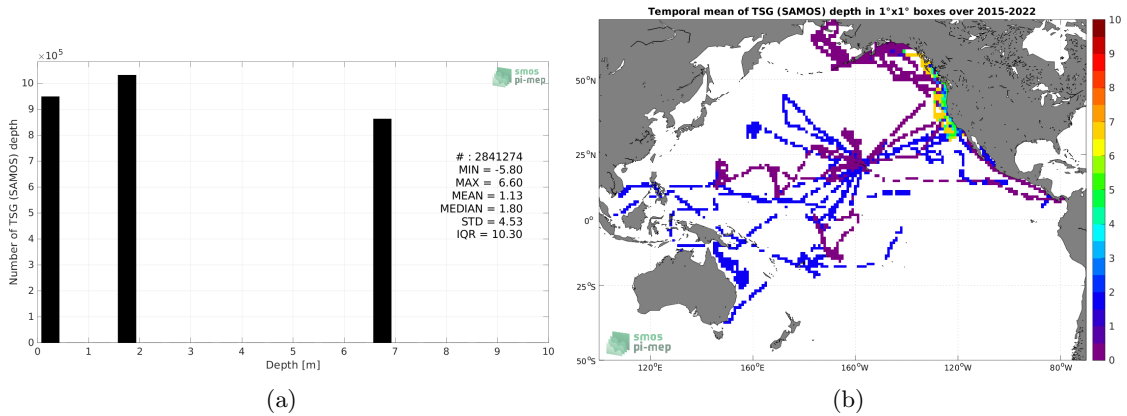 ×10⁵
10
9
8
7
6
5
4
3
2
1
0
Number of TSG (SAMOS) depth
smos
pi-mep
# : 2841274
MIN = -5.80
MAX = 6.60
MEAN = 1.13
MEDIAN = 1.80
STD = 4.53
IQR = 10.30
0 1 2 3 4 5 6 7 8 9 10
Depth [m]
(a)
Temporal mean of TSG (SAMOS) depth in 1°x1° boxes over 2015-2022
50°N
25°N
0°
25°S
50°S
120°E 160°E 160°W 120°W 80°W
smos
pi-mep
10
9
8
7
6
5
4
3
2
1
0
(b)